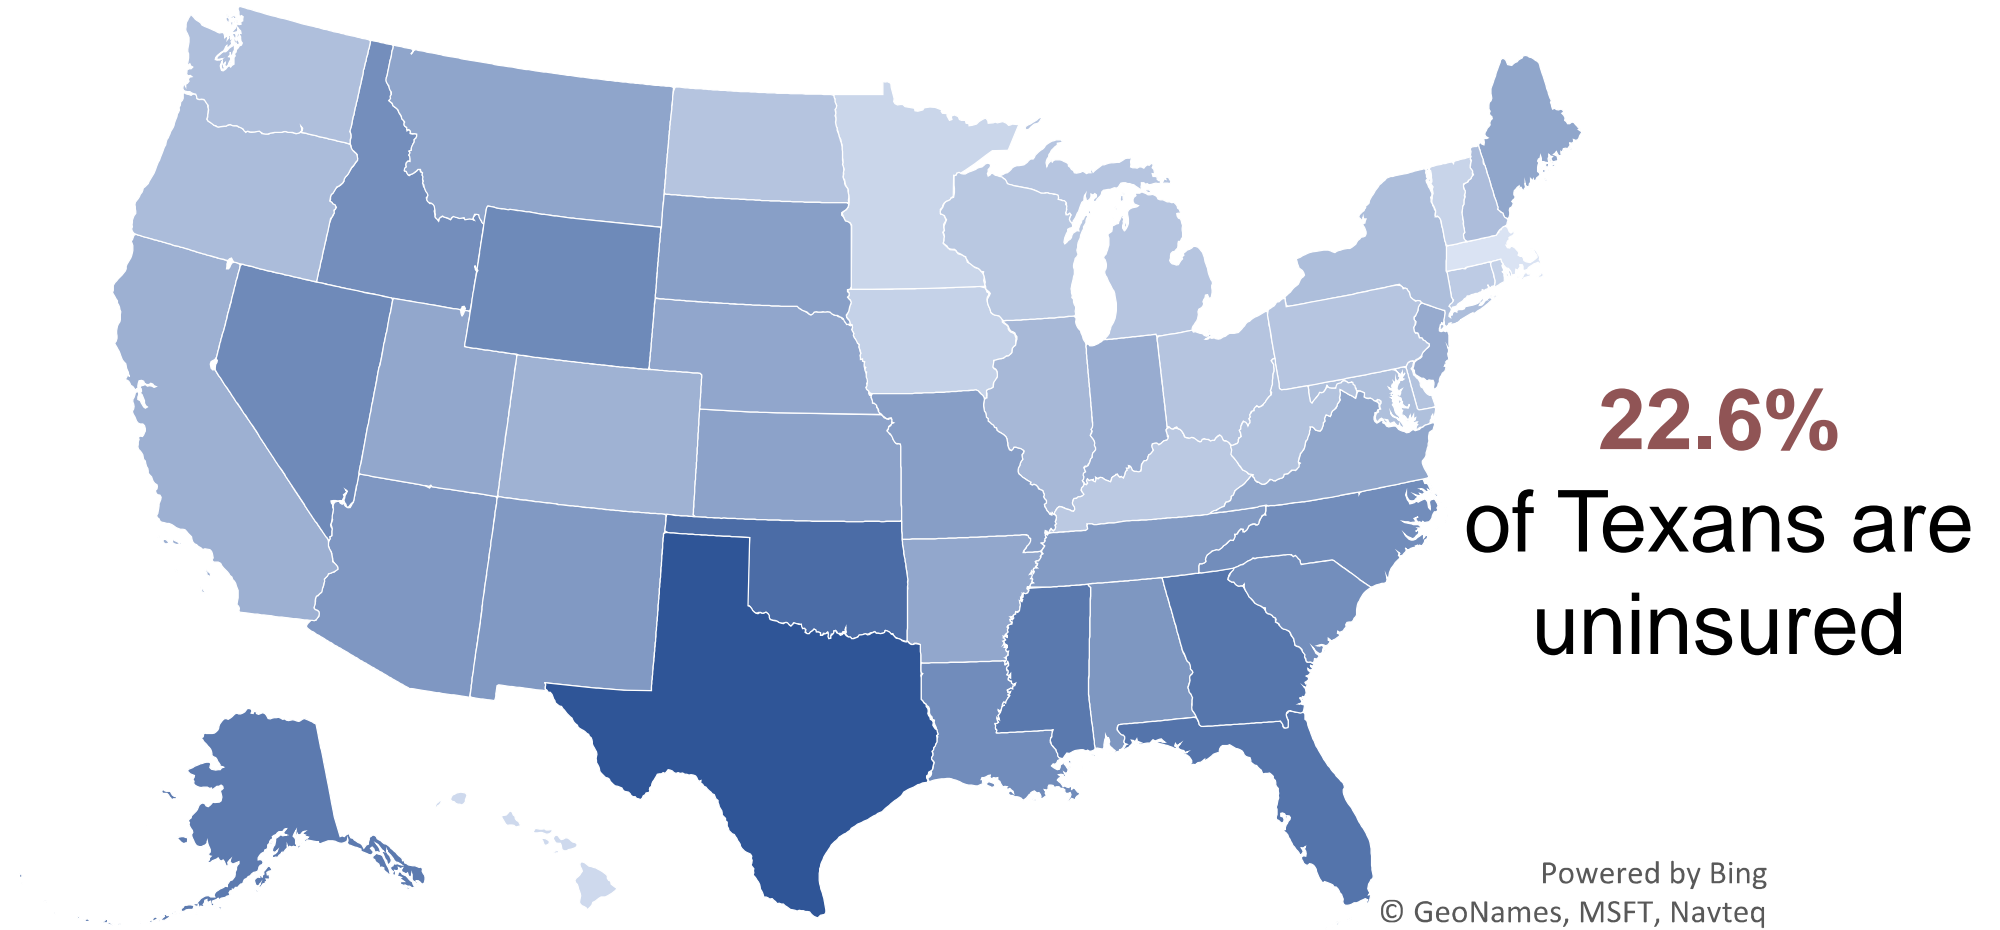 22.6%
of Texans are
uninsured
Powered by Bing
© GeoNames, MSFT, Navteq